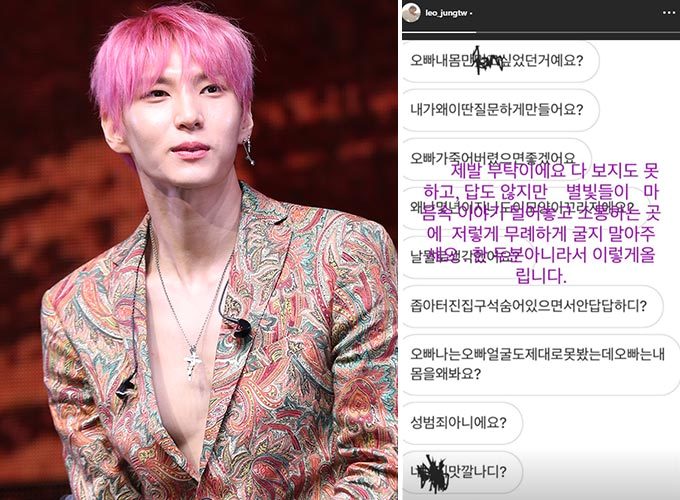 leo_jungtw
오빠내몸만 싶었던거예요?
내가왜이딴질문하게만들어요?
오빠가죽어버렸으면좋겠어요
제발 부탁이에요 다 보지도 못
하고, 답도 않지만 별빛들이 마
음속 이야기 털어놓고 소통하는 곳
에 저렇게 무례하게 굴지 말아주
세요. 한 두분아니라서 이렇게올
립니다.
좁아터진집구석숨어있으면서안답답하디?
오빠나는오빠얼굴도제대로못봤는데오빠는내
몸을왜봐요?
성범죄아니에요?
맛깔나디?